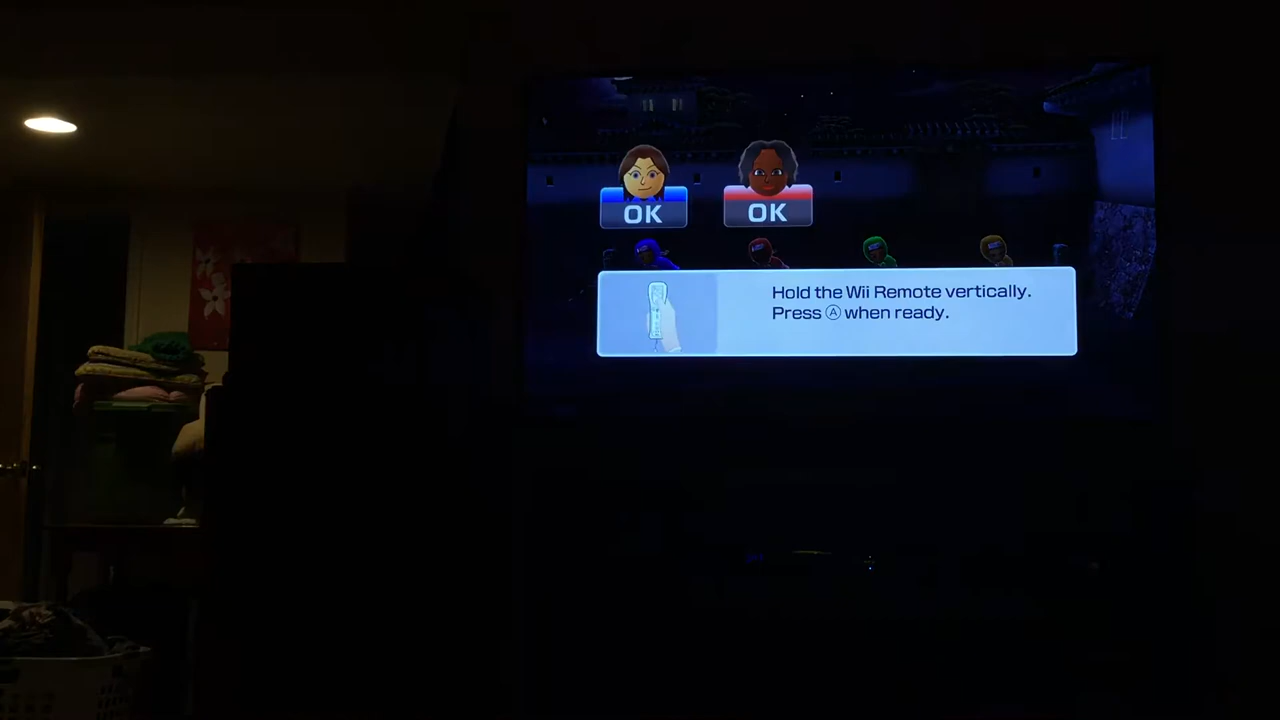 OK
OK
Hold the Wii Remote vertically.
Press Ⓐ when ready.